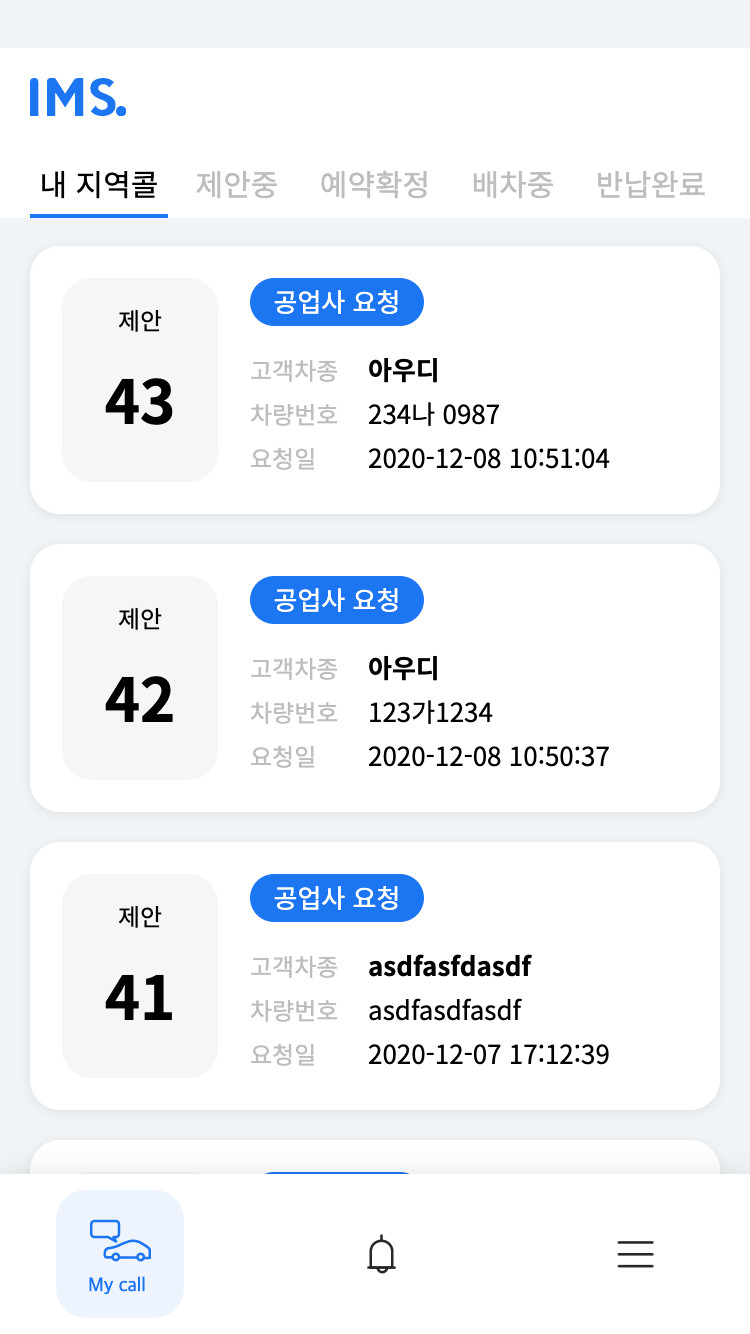 IMS.
내 지역콜 제안중 예약확정 배차중 반납완료
제안
43
공업사 요청
고객차종 아우디
차량번호 234나 0987
요청일 2020-12-08 10:51:04
제안
42
공업사 요청
고객차종 아우디
차량번호 123가1234
요청일 2020-12-08 10:50:37
제안
41
공업사 요청
고객차종 asdfasfdasdf
차량번호 asdfasdfasdf
요청일 2020-12-07 17:12:39
My call